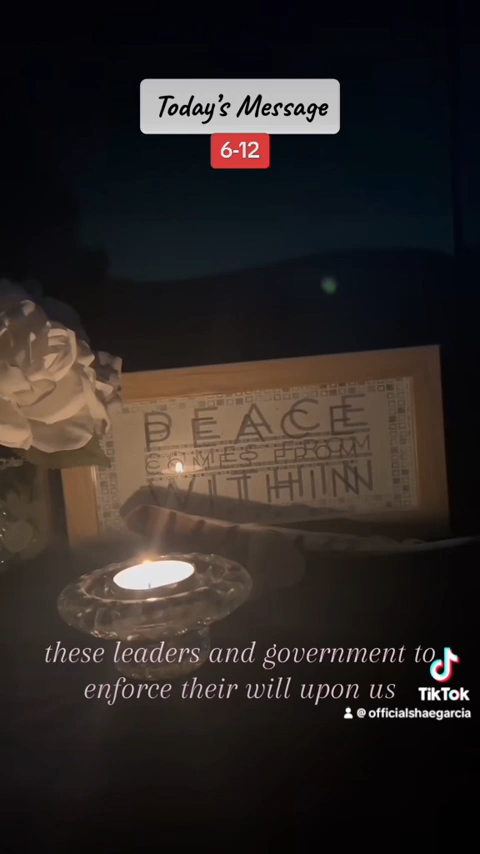 Today's Message
6-12
PEACE
COMES FROM
WITHIN
these leaders and government to
enforce their will upon us
TikTok
@officialshaegarcia